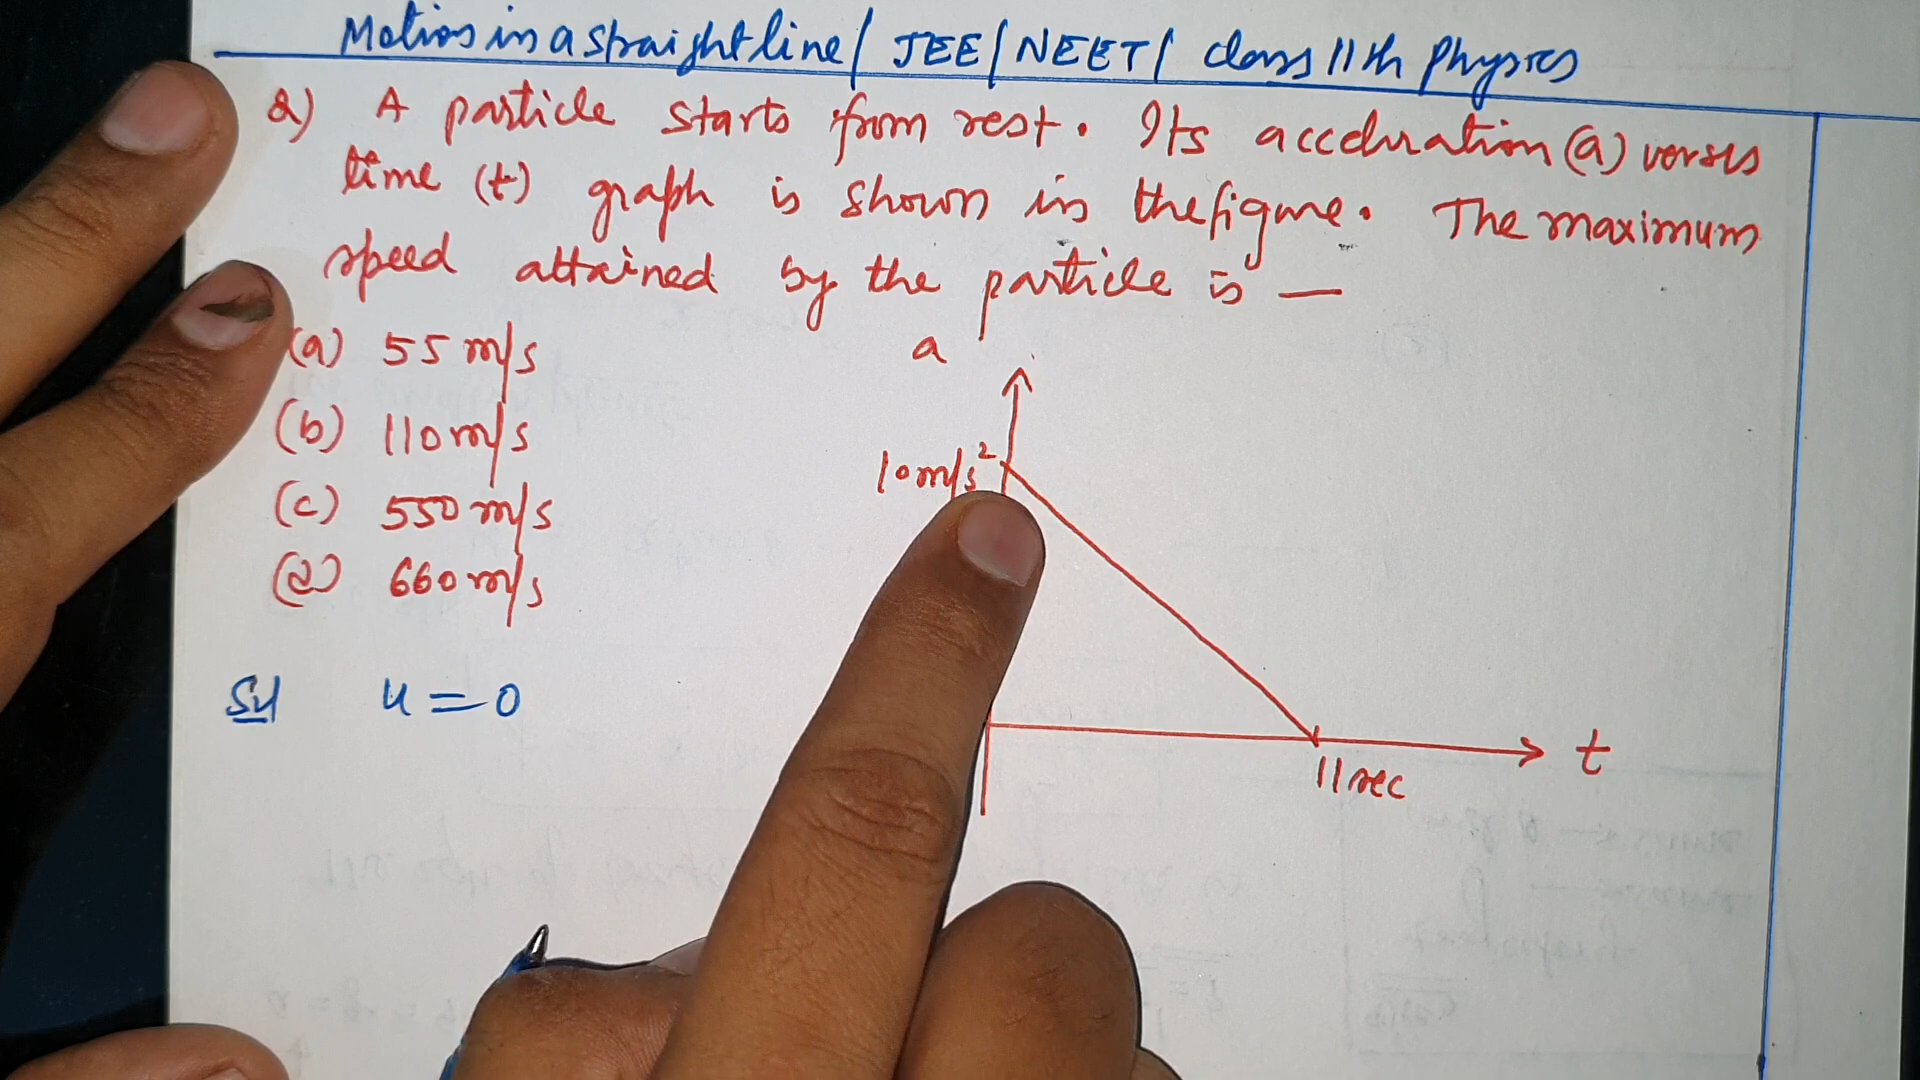 Motion in a straight line / JEE / NEET / class 11th Physics
Q) A particle starts from rest. Its acceleration (a) verses
time (t) graph is shown in the figure. The maximum
speed attained by the particle is —
(a) 55 m/s
(b) 110 m/s
(c) 550 m/s
(d) 660 m/s
a
10 m/s²
t
11 sec
Sol u = 0